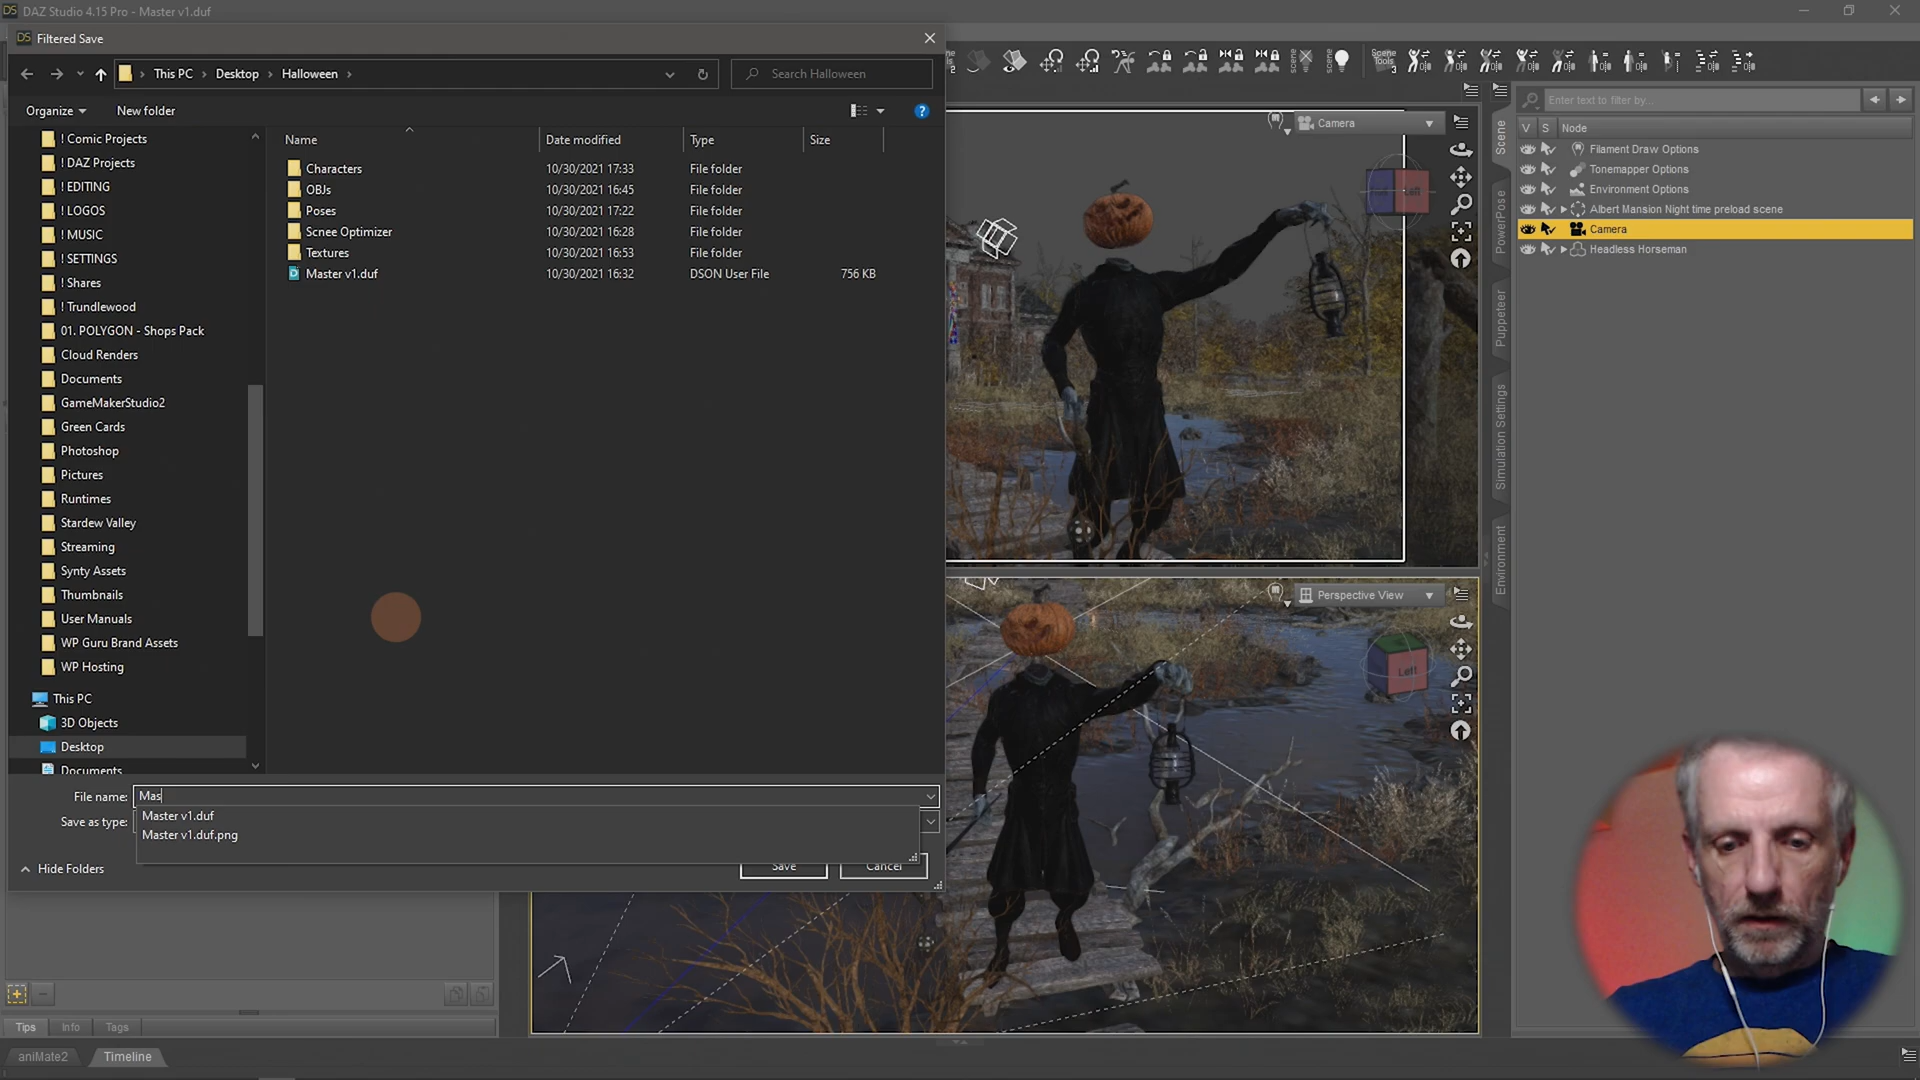 DS DAZ Studio 4.15 Pro - Master v1.duf
DS Filtered Save
This PC > Desktop > Halloween >
Search Halloween
Organize
New folder
?
! Comic Projects
! DAZ Projects
! EDITING
! LOGOS
! MUSIC
! SETTINGS
! Shares
! Trundlewood
01. POLYGON - Shops Pack
Cloud Renders
Documents
GameMakerStudio2
Green Cards
Photoshop
Pictures
Runtimes
Stardew Valley
Streaming
Synty Assets
Thumbnails
User Manuals
WP Guru Brand Assets
WP Hosting
This PC
3D Objects
Desktop
Documents
Name Date modified Type Size
Characters 10/30/2021 17:33 File folder
OBJs 10/30/2021 16:45 File folder
Poses 10/30/2021 17:22 File folder
Scnee Optimizer 10/30/2021 16:28 File folder
Textures 10/30/2021 16:53 File folder
Master v1.duf 10/30/2021 16:32 DSON User File 756 KB
File name: Mas
Master v1.duf
Master v1.duf.png
Save as type:
Hide Folders
Save
Cancel
Scene Tools 3
Camera
Left
Perspective View
Left
Scene
PowerPose
Puppeteer
Simulation Settings
Environment
Enter text to filter by...
V S Node
Filament Draw Options
Tonemapper Options
Environment Options
Albert Mansion Night time preload scene
Camera
Headless Horseman
Tips Info Tags
aniMate2 Timeline